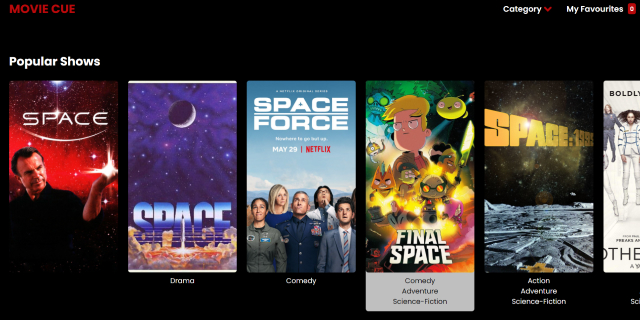 MOVIE CUE
Category
My Favourites
0
Popular Shows
SPACE
SPACE
A NETFLIX ORIGINAL SERIES
SPACE
FORCE
Nowhere to go but up.
MAY 29 | NETFLIX
FINAL
SPACE
SPACE:1999
BOLDLY
OTHE
Drama
Comedy
Comedy
Adventure
Science-Fiction
Action
Adventure
Science-Fiction